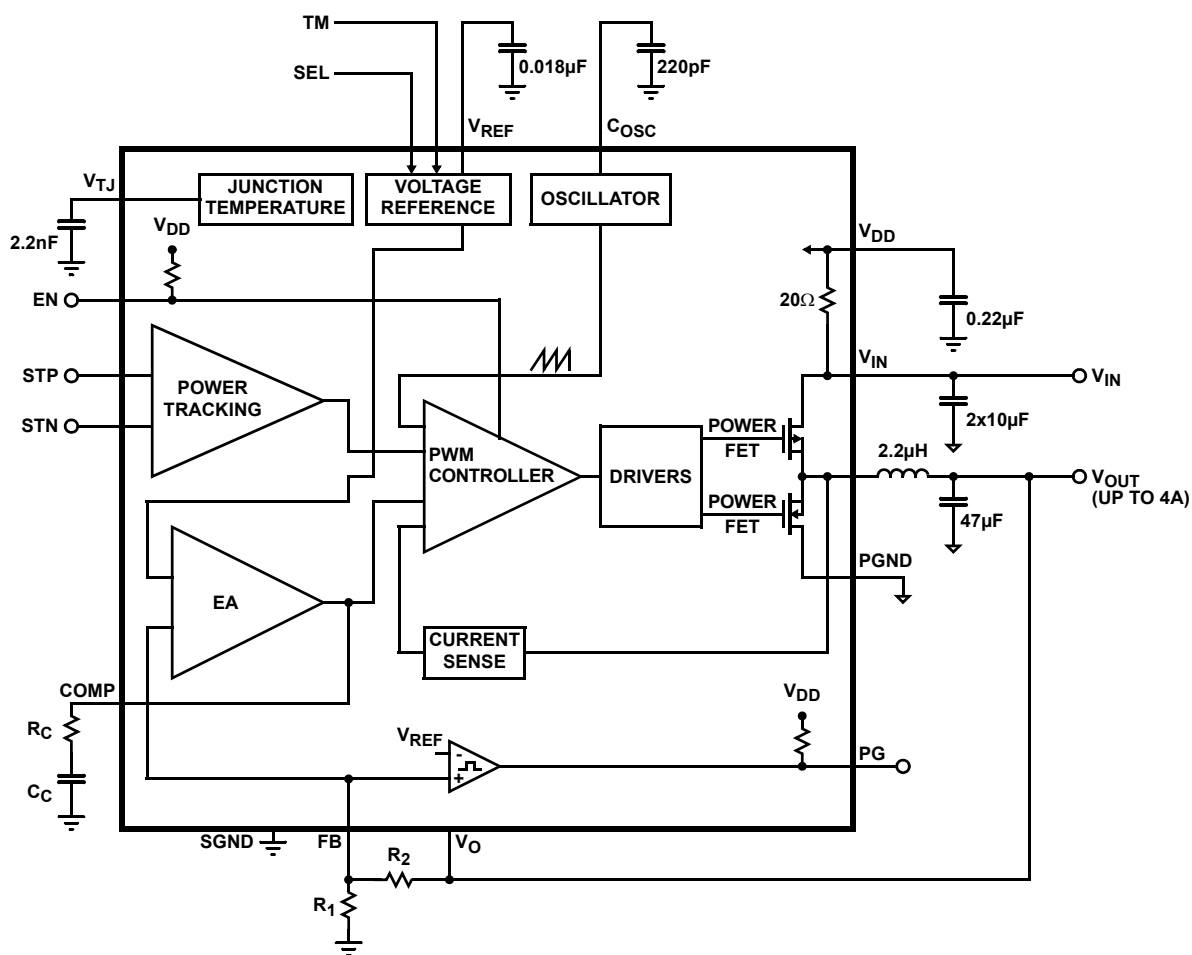 TM
SEL
0.018µF
220pF
VREF
COSC
VTJ
JUNCTION
TEMPERATURE
VOLTAGE
REFERENCE
OSCILLATOR
2.2nF
VDD
VDD
EN
20Ω
0.22µF
VIN
VIN
STP
STN
POWER
TRACKING
2x10µF
PWM
CONTROLLER
DRIVERS
POWER
FET
POWER
FET
2.2µH
VOUT
(UP TO 4A)
47µF
PGND
EA
CURRENT
SENSE
COMP
RC
CC
VDD
VREF
-
+
PG
SGND
FB
VO
R2
R1